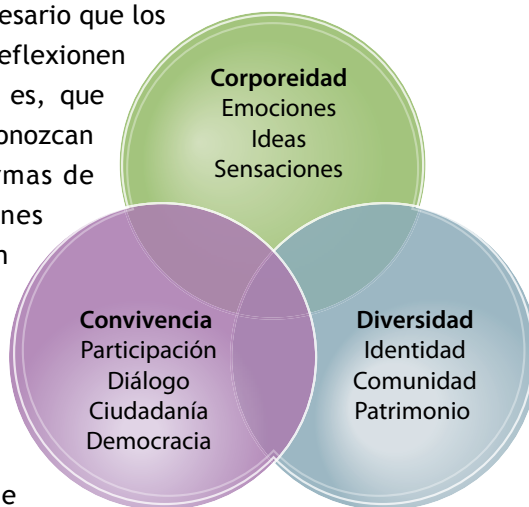 esario que los
eflexionen
es, que
onozcan
rmas de
nes
n
e
Corporeidad
Emociones
Ideas
Sensaciones
Convivencia
Participación
Diálogo
Ciudadanía
Democracia
Diversidad
Identidad
Comunidad
Patrimonio